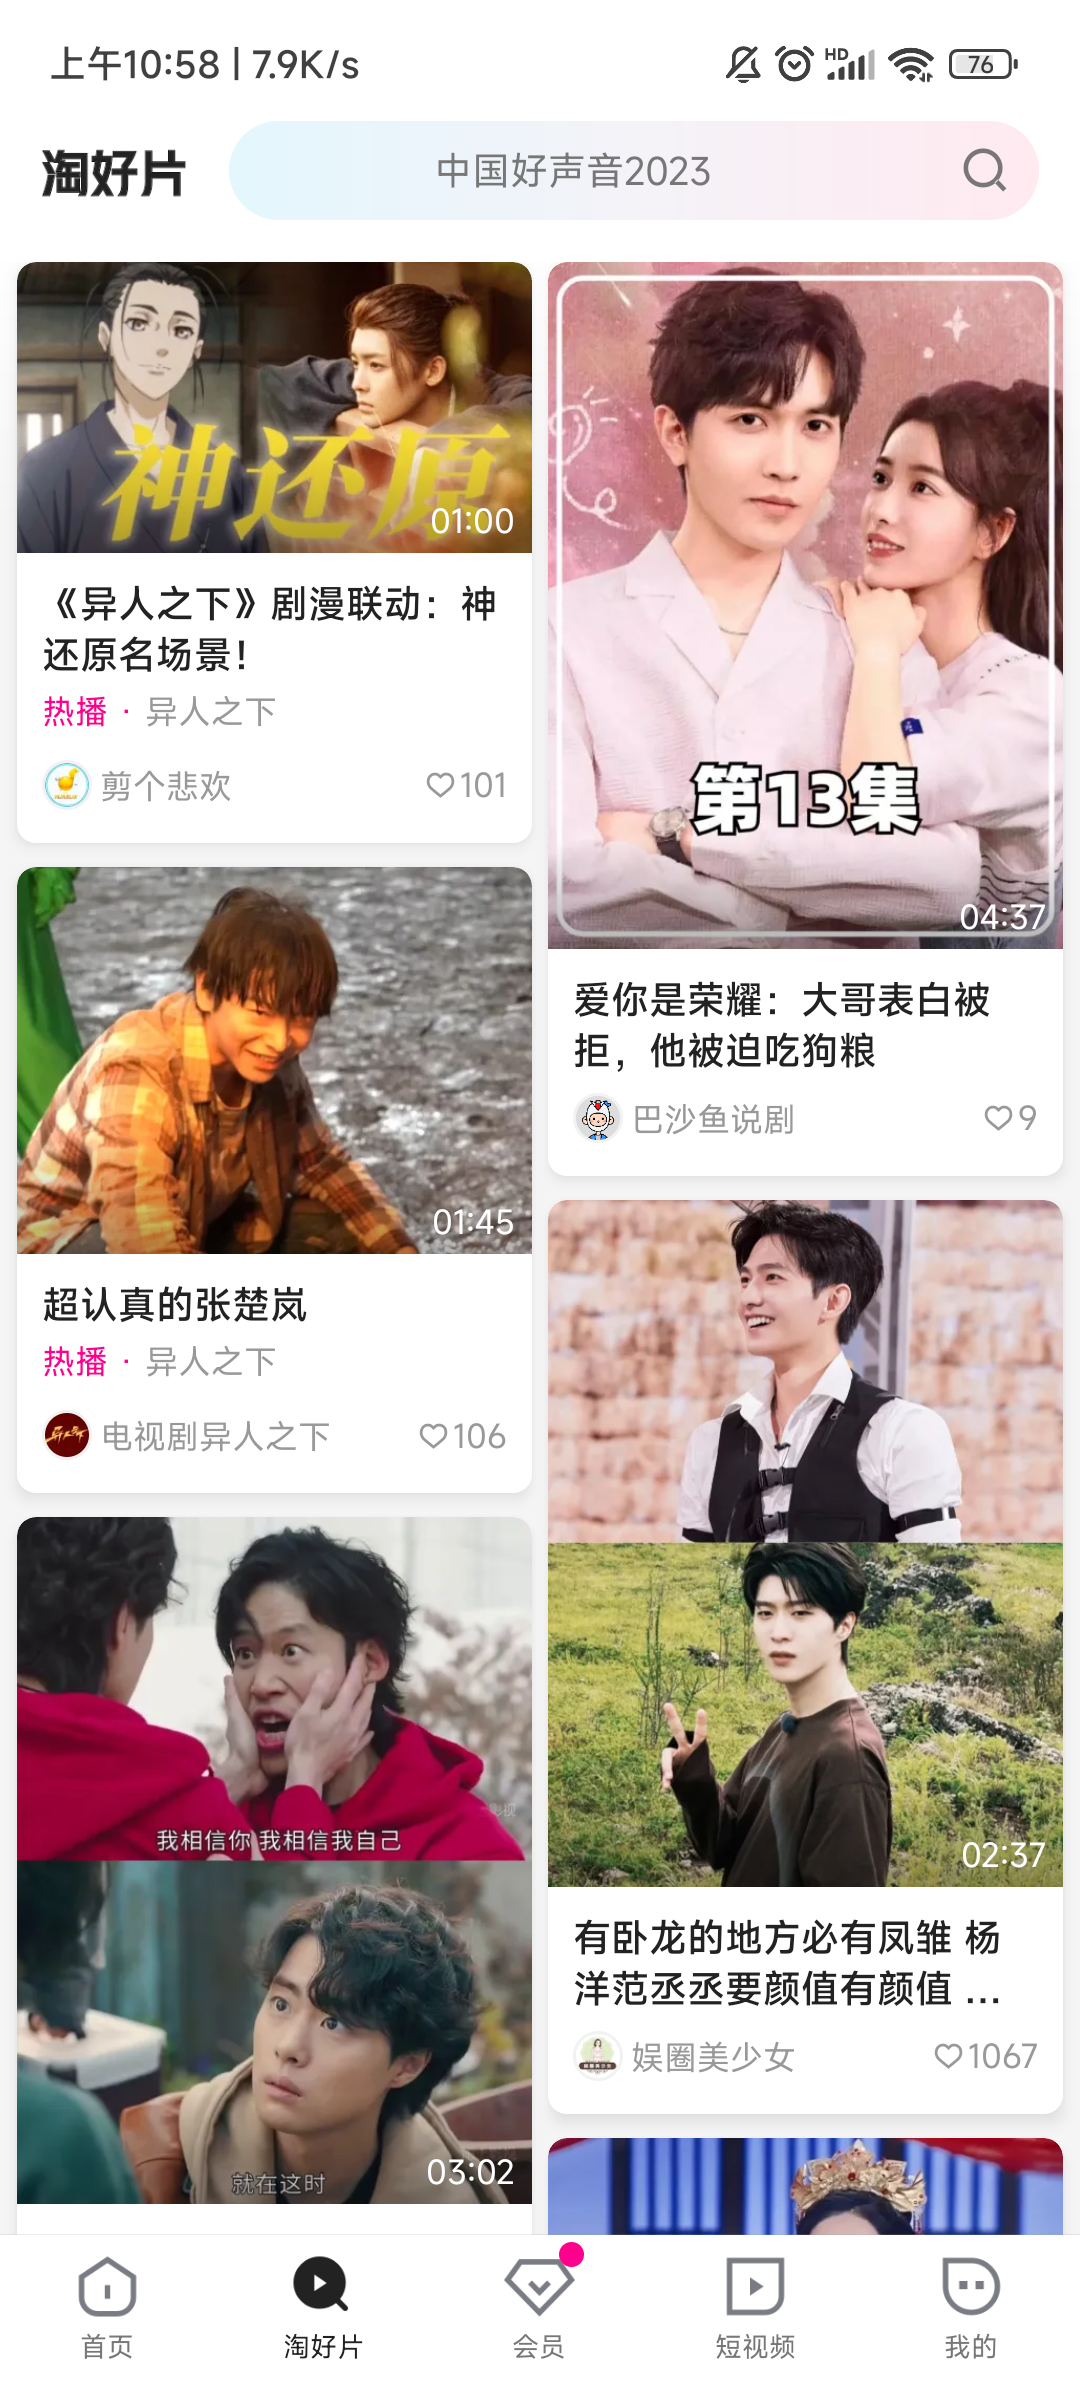 上午10:58 | 7.9K/s
HD
76
淘好片
中国好声音2023
神还原
01:00
《异人之下》剧漫联动：神
还原名场景！
热播 · 异人之下
剪个悲欢
101
第13集
04:37
爱你是荣耀：大哥表白被
拒，他被迫吃狗粮
巴沙鱼说剧
9
01:45
超认真的张楚岚
热播 · 异人之下
电视剧异人之下
106
02:37
有卧龙的地方必有凤雏 杨
洋范丞丞要颜值有颜值 ...
娱圈美少女
1067
我相信你 我相信我自己
就在这时
03:02
首页
淘好片
会员
短视频
我的